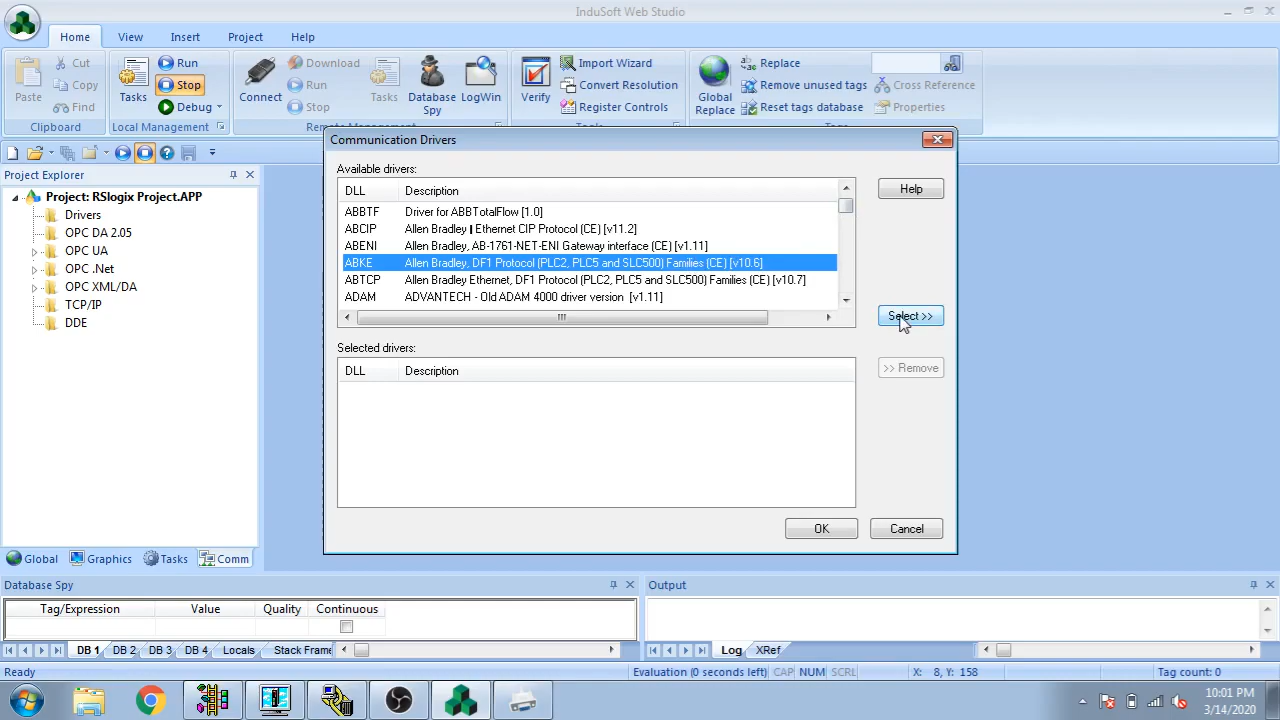 InduSoft Web Studio
Home View Insert Project Help
Paste Cut Copy Find Clipboard
Tasks Run Stop Debug Local Management
Connect Download Run Stop Tasks Database Spy LogWin Remote Management
Verify Import Wizard Convert Resolution Register Controls Tools
Global Replace Replace Remove unused tags Reset tags database Cross Reference Properties Tags
Project Explorer
Project: RSlogix Project.APP
Drivers
OPC DA 2.05
OPC UA
OPC .Net
OPC XML/DA
TCP/IP
DDE
Global Graphics Tasks Comm
Communication Drivers
Available drivers:
DLL Description
ABBTF Driver for ABBTotalFlow [1.0]
ABCIP Allen Bradley | Ethernet CIP Protocol (CE) [v11.2]
ABENI Allen Bradley, AB-1761-NET-ENI Gateway interface (CE) [v1.11]
ABKE Allen Bradley, DF1 Protocol (PLC2, PLC5 and SLC500) Families (CE) [v10.6]
ABTCP Allen Bradley Ethernet, DF1 Protocol (PLC2, PLC5 and SLC500) Families (CE) [v10.7]
ADAM ADVANTECH - Old ADAM 4000 driver version [v1.11]
Help
Select >>
Selected drivers:
>> Remove
DLL Description
OK Cancel
Database Spy
Tag/Expression Value Quality Continuous
DB 1 DB 2 DB 3 DB 4 Locals Stack Frame
Output
Log XRef
Ready Evaluation (0 seconds left) CAP NUM SCRL X: 8, Y: 158 Tag count: 0
10:01 PM
3/14/2020